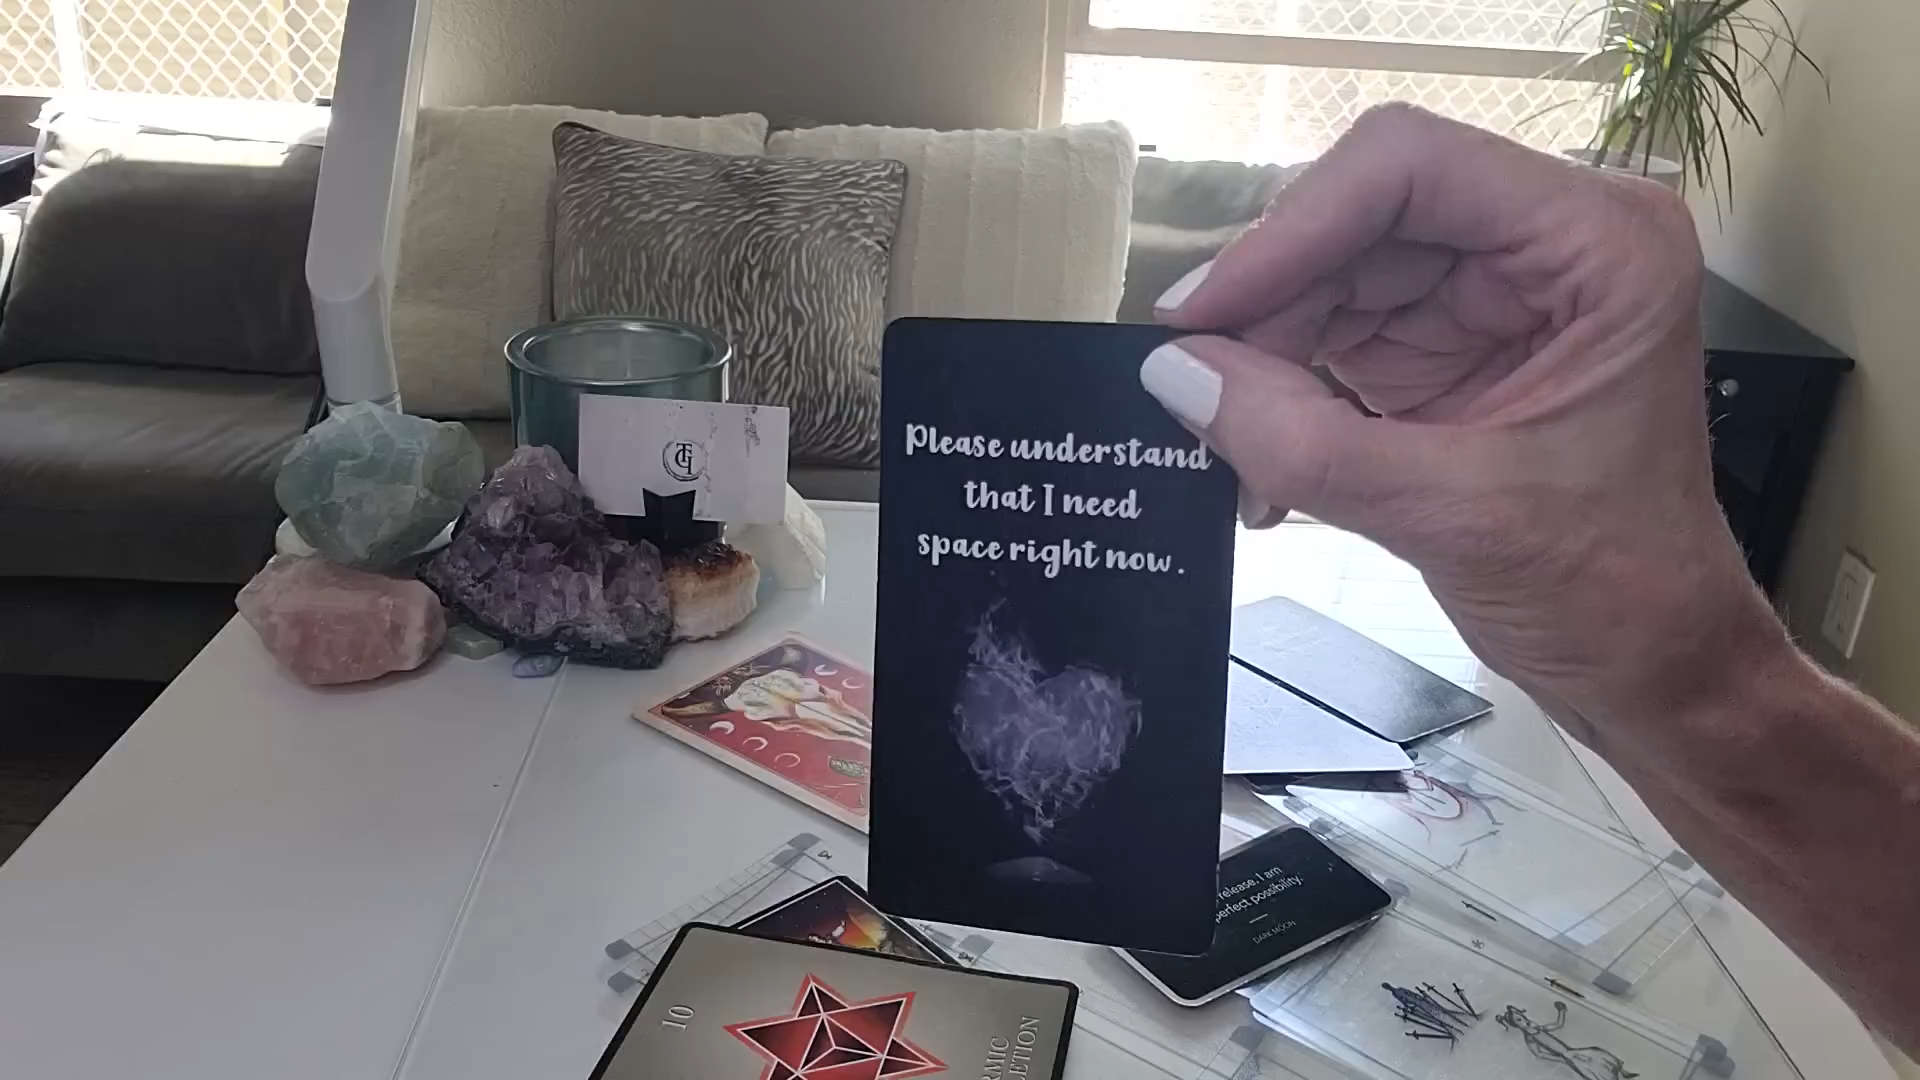 Please understand
that I need
space right now.
release. I am
perfect possibility.
DARK MOON
10